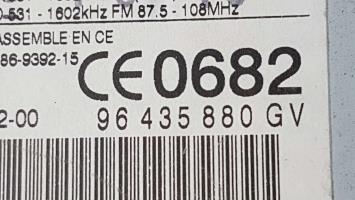 531 - 1602kHz FM 87.5 - 108MHz
ASSEMBLE EN CE
86-9392-15
CE0682
2-00 96 435 880 GV